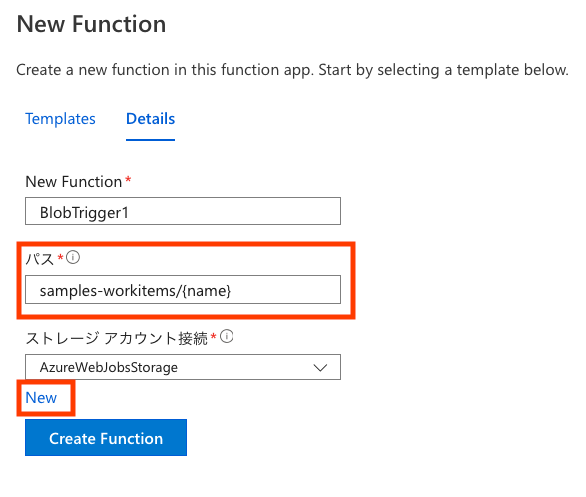 New Function
Create a new function in this function app. Start by selecting a template below.
Templates Details
New Function*
BlobTrigger1
パス*
samples-workitems/{name}
ストレージ アカウント接続*
AzureWebJobsStorage
New
Create Function